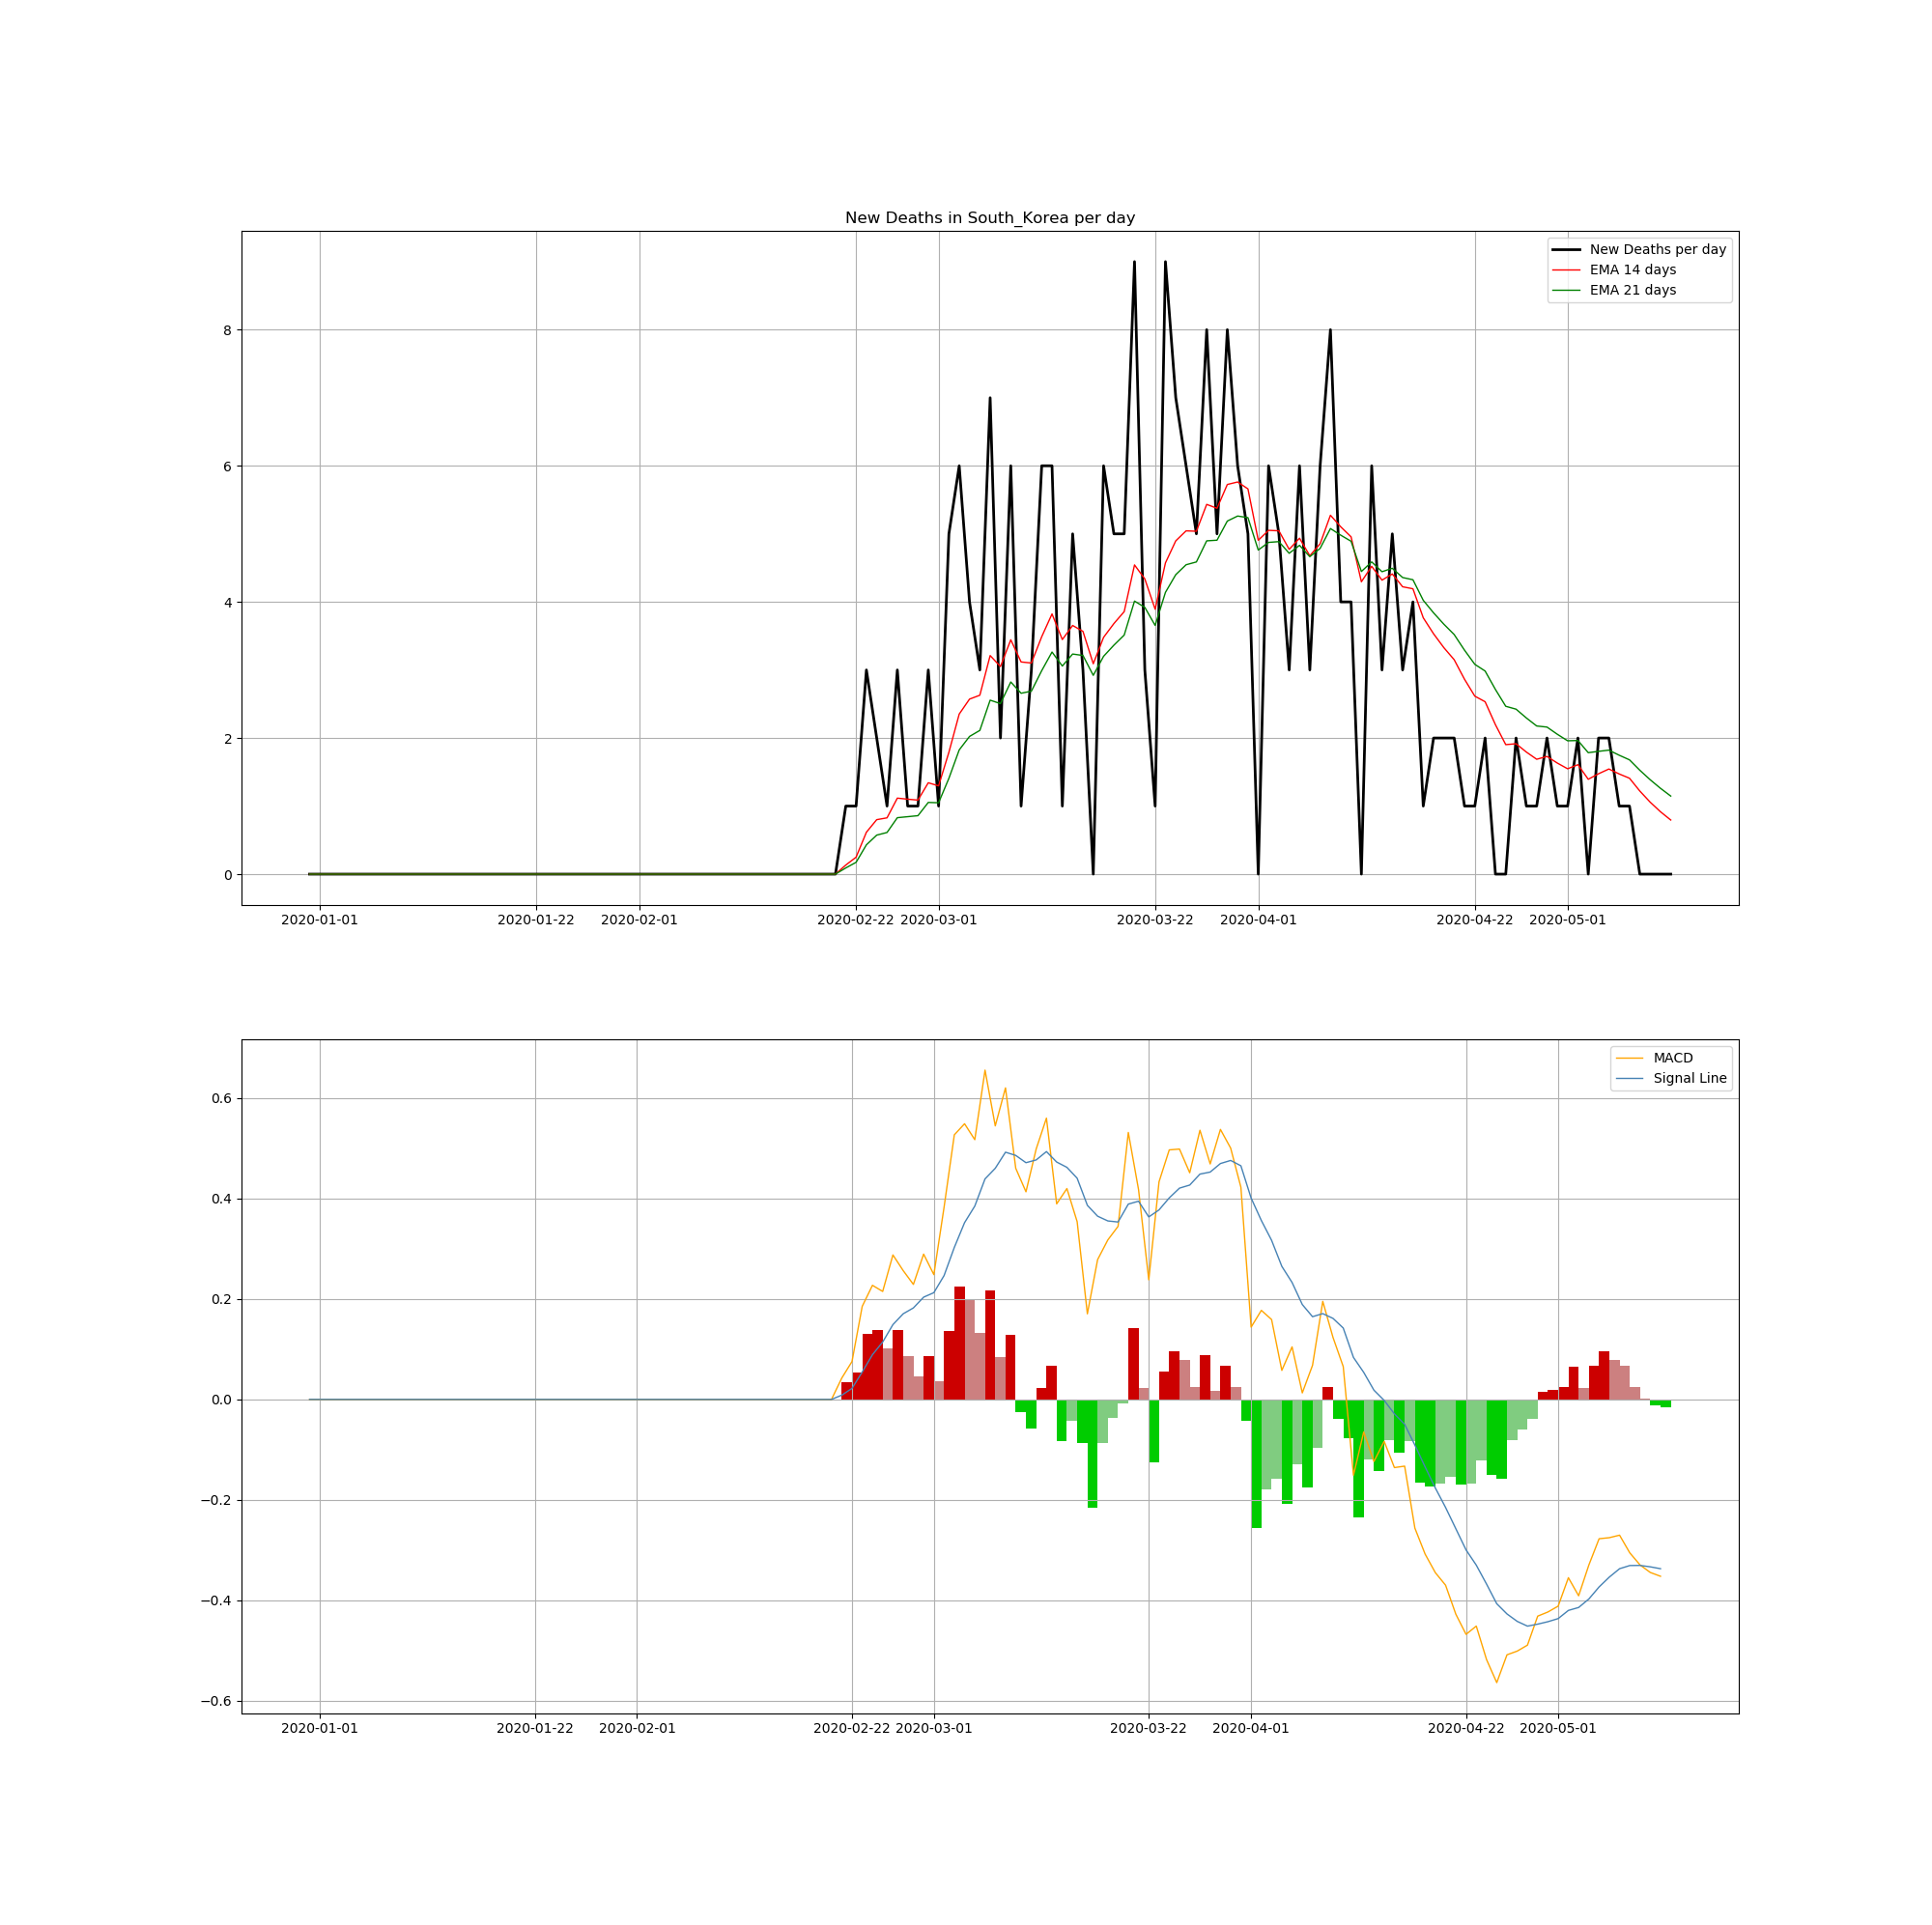 New Deaths in South_Korea per day
New Deaths per day
EMA 14 days
EMA 21 days
8
6
4
2
0
2020-01-01 2020-01-22 2020-02-01 2020-02-22 2020-03-01 2020-03-22 2020-04-01 2020-04-22 2020-05-01
MACD
Signal Line
0.6
0.4
0.2
0.0
−0.2
−0.4
−0.6
2020-01-01 2020-01-22 2020-02-01 2020-02-22 2020-03-01 2020-03-22 2020-04-01 2020-04-22 2020-05-01